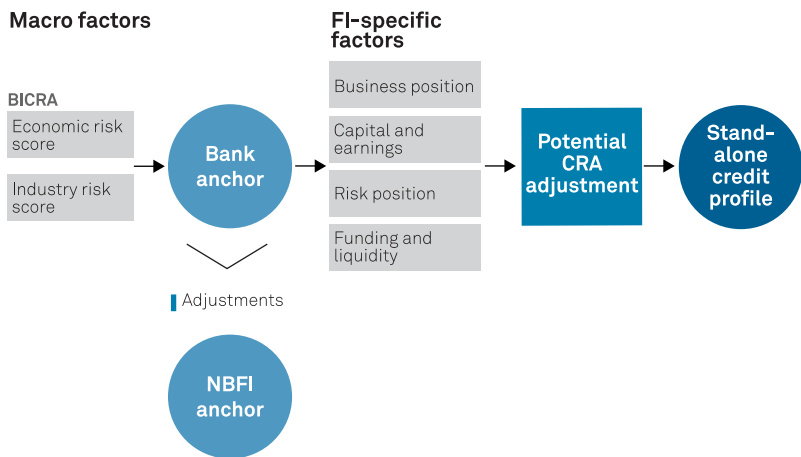 Macro factors
FI-specific
factors
BICRA
Economic risk
score
Industry risk
score
Bank
anchor
Adjustments
NBFI
anchor
Business position
Capital and
earnings
Risk position
Funding and
liquidity
Potential
CRA
adjustment
Stand-
alone
credit
profile